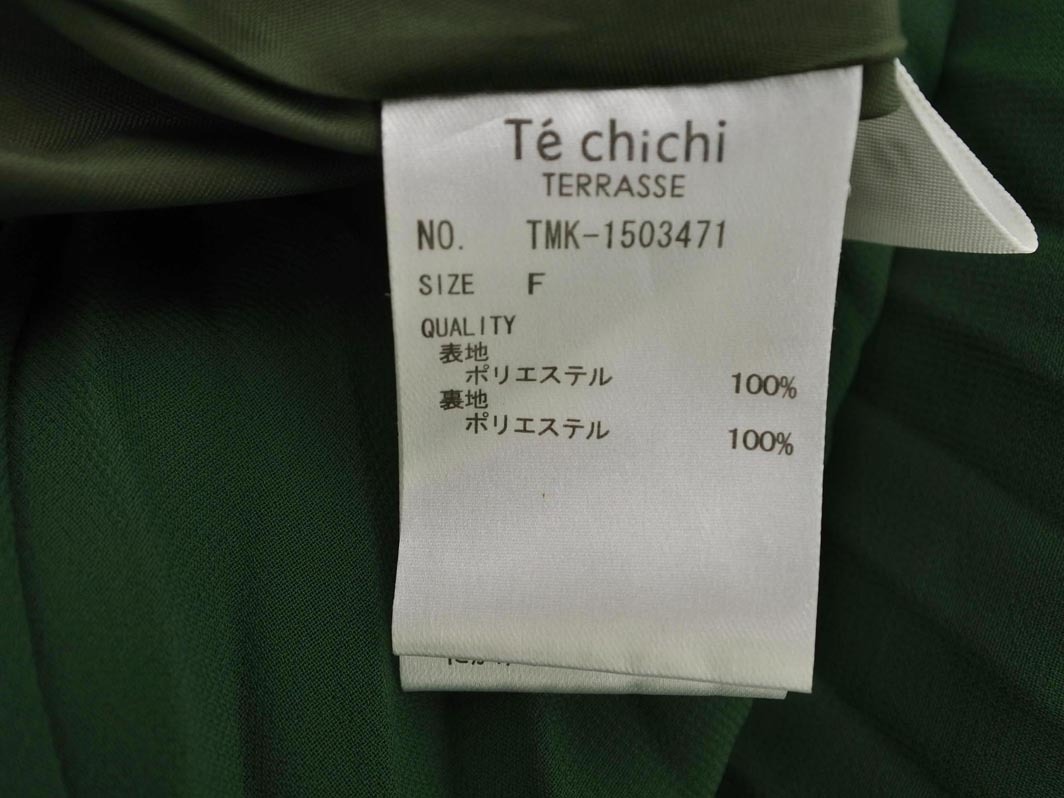 Té chichi
TERRASSE
NO. TMK-1503471
SIZE F
QUALITY
表地
ポリエステル 100%
裏地
ポリエステル 100%